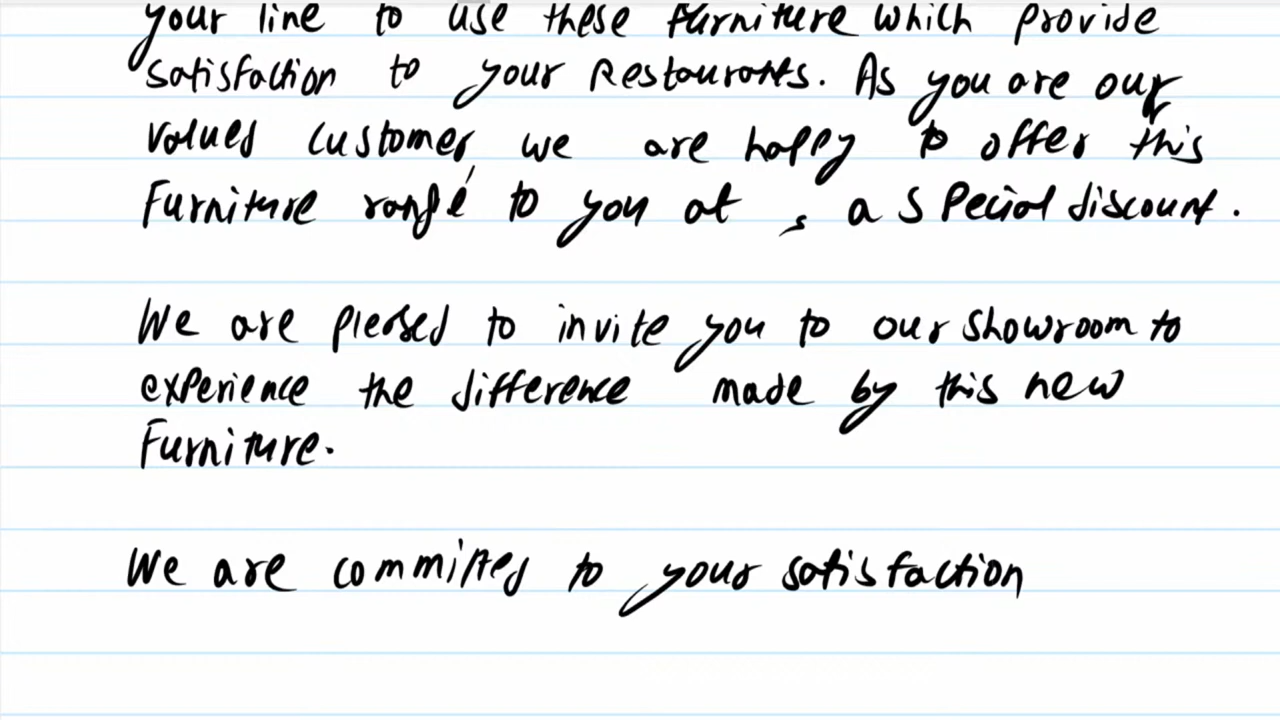 your line to use these furniture which provide
satisfaction to your Restaurants. As you are our
valued customer, we are happy to offer this
Furniture range to you at , a special discount.
We are pleased to invite you to our showroom to
experience the difference made by this new
Furniture.
We are committed to your satisfaction